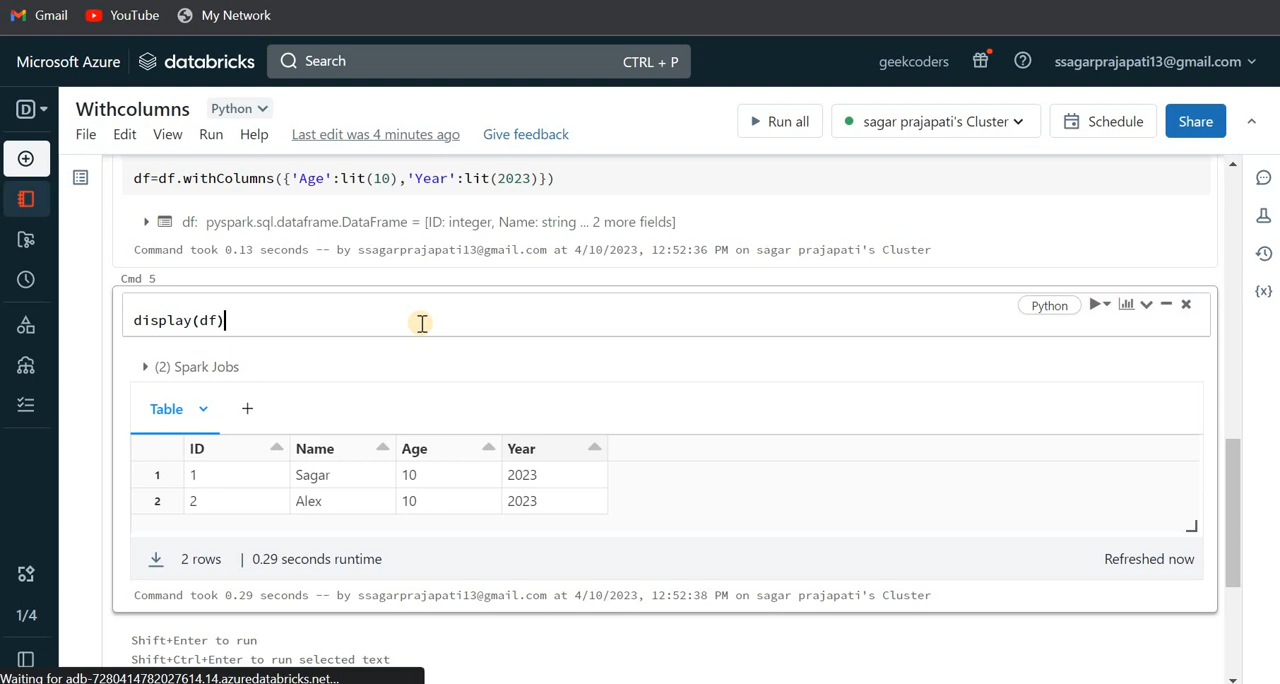 Gmail YouTube My Network
Microsoft Azure databricks Search CTRL + P geekcoders ssagarprajapati13@gmail.com
D Withcolumns Python
File Edit View Run Help Last edit was 4 minutes ago Give feedback Run all sagar prajapati's Cluster Schedule Share
df=df.withColumns({'Age':lit(10),'Year':lit(2023)})
df: pyspark.sql.dataframe.DataFrame = [ID: integer, Name: string ... 2 more fields]
Command took 0.13 seconds -- by ssagarprajapati13@gmail.com at 4/10/2023, 12:52:36 PM on sagar prajapati's Cluster
Cmd 5
Python
display(df)
(2) Spark Jobs
Table +
ID Name Age Year
1 1 Sagar 10 2023
2 2 Alex 10 2023
2 rows | 0.29 seconds runtime Refreshed now
Command took 0.29 seconds -- by ssagarprajapati13@gmail.com at 4/10/2023, 12:52:38 PM on sagar prajapati's Cluster
1/4
Shift+Enter to run
Shift+Ctrl+Enter to run selected text
Waiting for adb-7280414782027614.14.azuredatabricks.net...